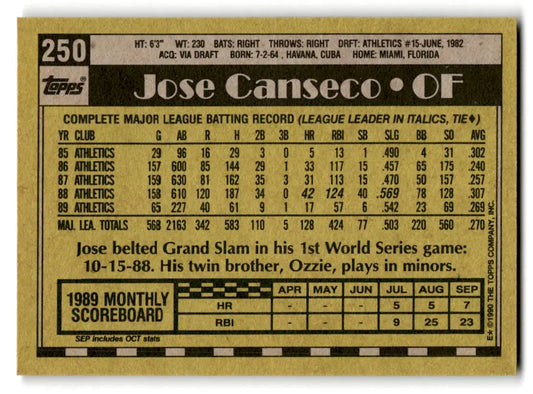 250 HT: 6'3" WT: 230 BATS: RIGHT THROWS: RIGHT DRFT: ATHLETICS #15-JUNE, 1982
ACQ: VIA DRAFT BORN: 7-2-64, HAVANA, CUBA HOME: MIAMI, FLORIDA
Topps Jose Canseco • OF
COMPLETE MAJOR LEAGUE BATTING RECORD (LEAGUE LEADER IN ITALICS, TIE♦)
YR CLUB G AB R H 2B 3B HR RBI SB SLG BB SO AVG
85 ATHLETICS 29 96 16 29 3 0 5 13 1 .490 4 31 .302
86 ATHLETICS 157 600 85 144 29 1 33 117 15 .457 65 175 .240
87 ATHLETICS 159 630 81 162 35 3 31 113 15 .470 50 157 .257
88 ATHLETICS 158 610 120 187 34 0 42 124 40 .569 78 128 .307
89 ATHLETICS 65 227 40 61 9 1 17 57 6 .542 23 69 .269
MAJ. LEA. TOTALS 568 2163 342 583 110 5 128 424 77 .503 220 560 .270
Jose belted Grand Slam in his 1st World Series game:
10-15-88. His twin brother, Ozzie, plays in minors.
1989 MONTHLY SCOREBOARD
APR MAY JUN JUL AUG SEP
HR 5 5 7
RBI 9 25 23
SEP includes OCT stats
E* ©1990 THE TOPPS COMPANY, INC.